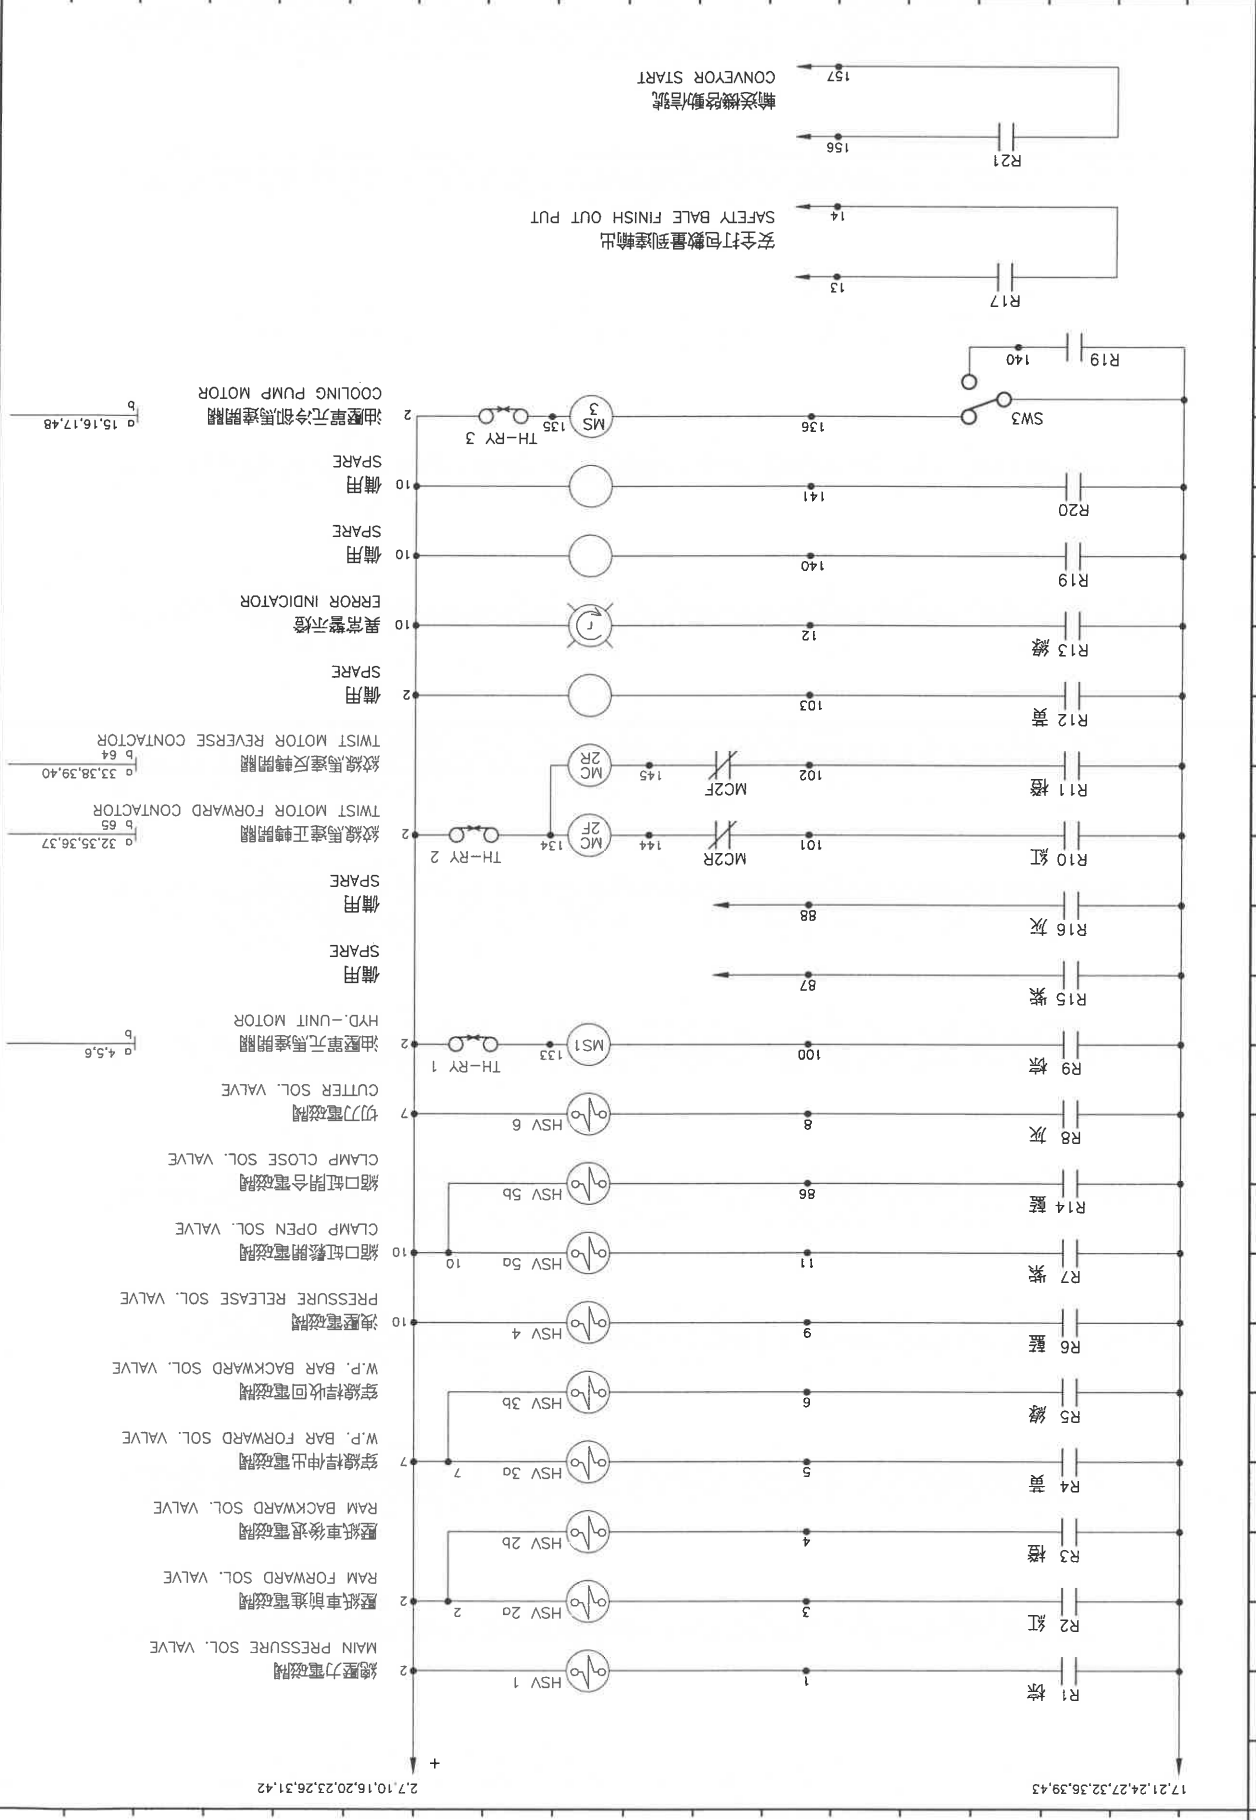 17,21,24,27,32,36,39,43
2,7,10,16,20,23,26,31,42
+
R1 棕 1 HSV 1 2 總壓力電磁閥
MAIN PRESSURE SOL. VALVE
R2 紅 3 HSV 2a 2 2 壓紙車前進電磁閥
RAM FORWARD SOL. VALVE
R3 橙 4 HSV 2b 壓紙車後退電磁閥
RAM BACKWARD SOL. VALVE
R4 黃 5 HSV 3a 7 7 穿線桿伸出電磁閥
W.P. BAR FORWARD SOL. VALVE
R5 綠 6 HSV 3b 穿線桿收回電磁閥
W.P. BAR BACKWARD SOL. VALVE
R6 藍 9 HSV 4 10 洩壓電磁閥
PRESSURE RELEASE SOL. VALVE
R7 紫 11 HSV 5a 10 10 縮口缸鬆開電磁閥
CLAMP OPEN SOL. VALVE
R14 藍 86 HSV 5b 縮口缸閉合電磁閥
CLAMP CLOSE SOL. VALVE
R8 灰 8 HSV 6 7 切刀電磁閥
CUTTER SOL. VALVE
R9 棕 100 MS1 133 TH-RY 1 2 油壓單元馬達開關 a 4,5,6
HYD.-UNIT MOTOR b
R15 紫 87 備用
SPARE
R16 灰 88 備用
SPARE
R10 紅 101 MC2R 144 MC 2F 134 TH-RY 2 2 絞線馬達正轉開關 a 32,35,36,37
TWIST MOTOR FORWARD CONTACTOR b 65
R11 橙 102 MC2F 145 MC 2R 絞線馬達反轉開關 a 33,38,39,40
TWIST MOTOR REVERSE CONTACTOR b 64
R12 黃 103 2 備用
SPARE
R13 綠 12 r 10 異常警示燈
ERROR INDICATOR
R19 140 10 備用
SPARE
R20 141 10 備用
SPARE
SW3 136 MS 3 135 TH-RY 3 2 油壓單元冷卻馬達開關 a 15,16,17,48
COOLING PUMP MOTOR b
R19 140
R17 13
安全打包數量到達輸出
SAFETY BALE FINISH OUT PUT
14
R21 156
輸送機啓動信號
CONVEYOR START
157